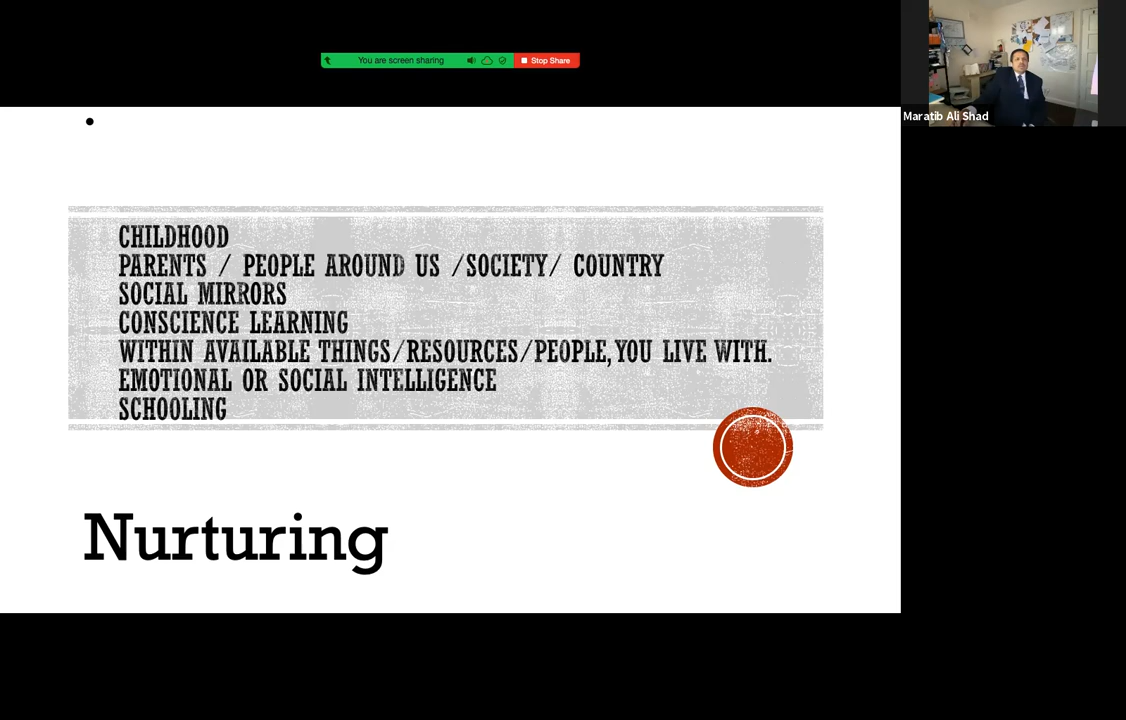 You are screen sharing
Stop Share
Maratib Ali Shad
CHILDHOOD
PARENTS / PEOPLE AROUND US /SOCIETY/ COUNTRY
SOCIAL MIRRORS
CONSCIENCE LEARNING
WITHIN AVAILABLE THINGS/RESOURCES/PEOPLE,YOU LIVE WITH.
EMOTIONAL OR SOCIAL INTELLIGENCE
SCHOOLING
Nurturing